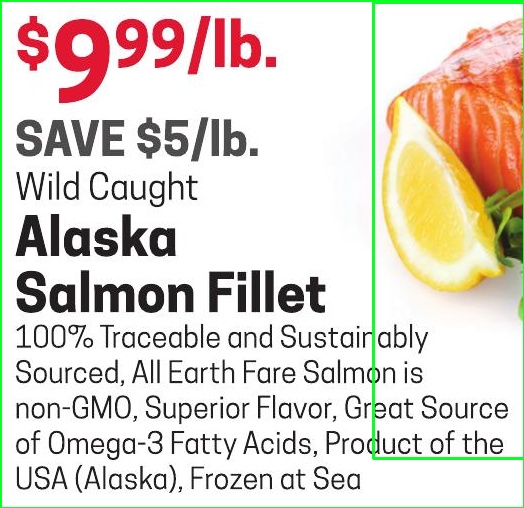 $9.99/lb.
SAVE $5/lb.
Wild Caught
Alaska
Salmon Fillet
100% Traceable and Sustainably
Sourced, All Earth Fare Salmon is
non-GMO, Superior Flavor, Great Source
of Omega-3 Fatty Acids, Product of the
USA (Alaska), Frozen at Sea